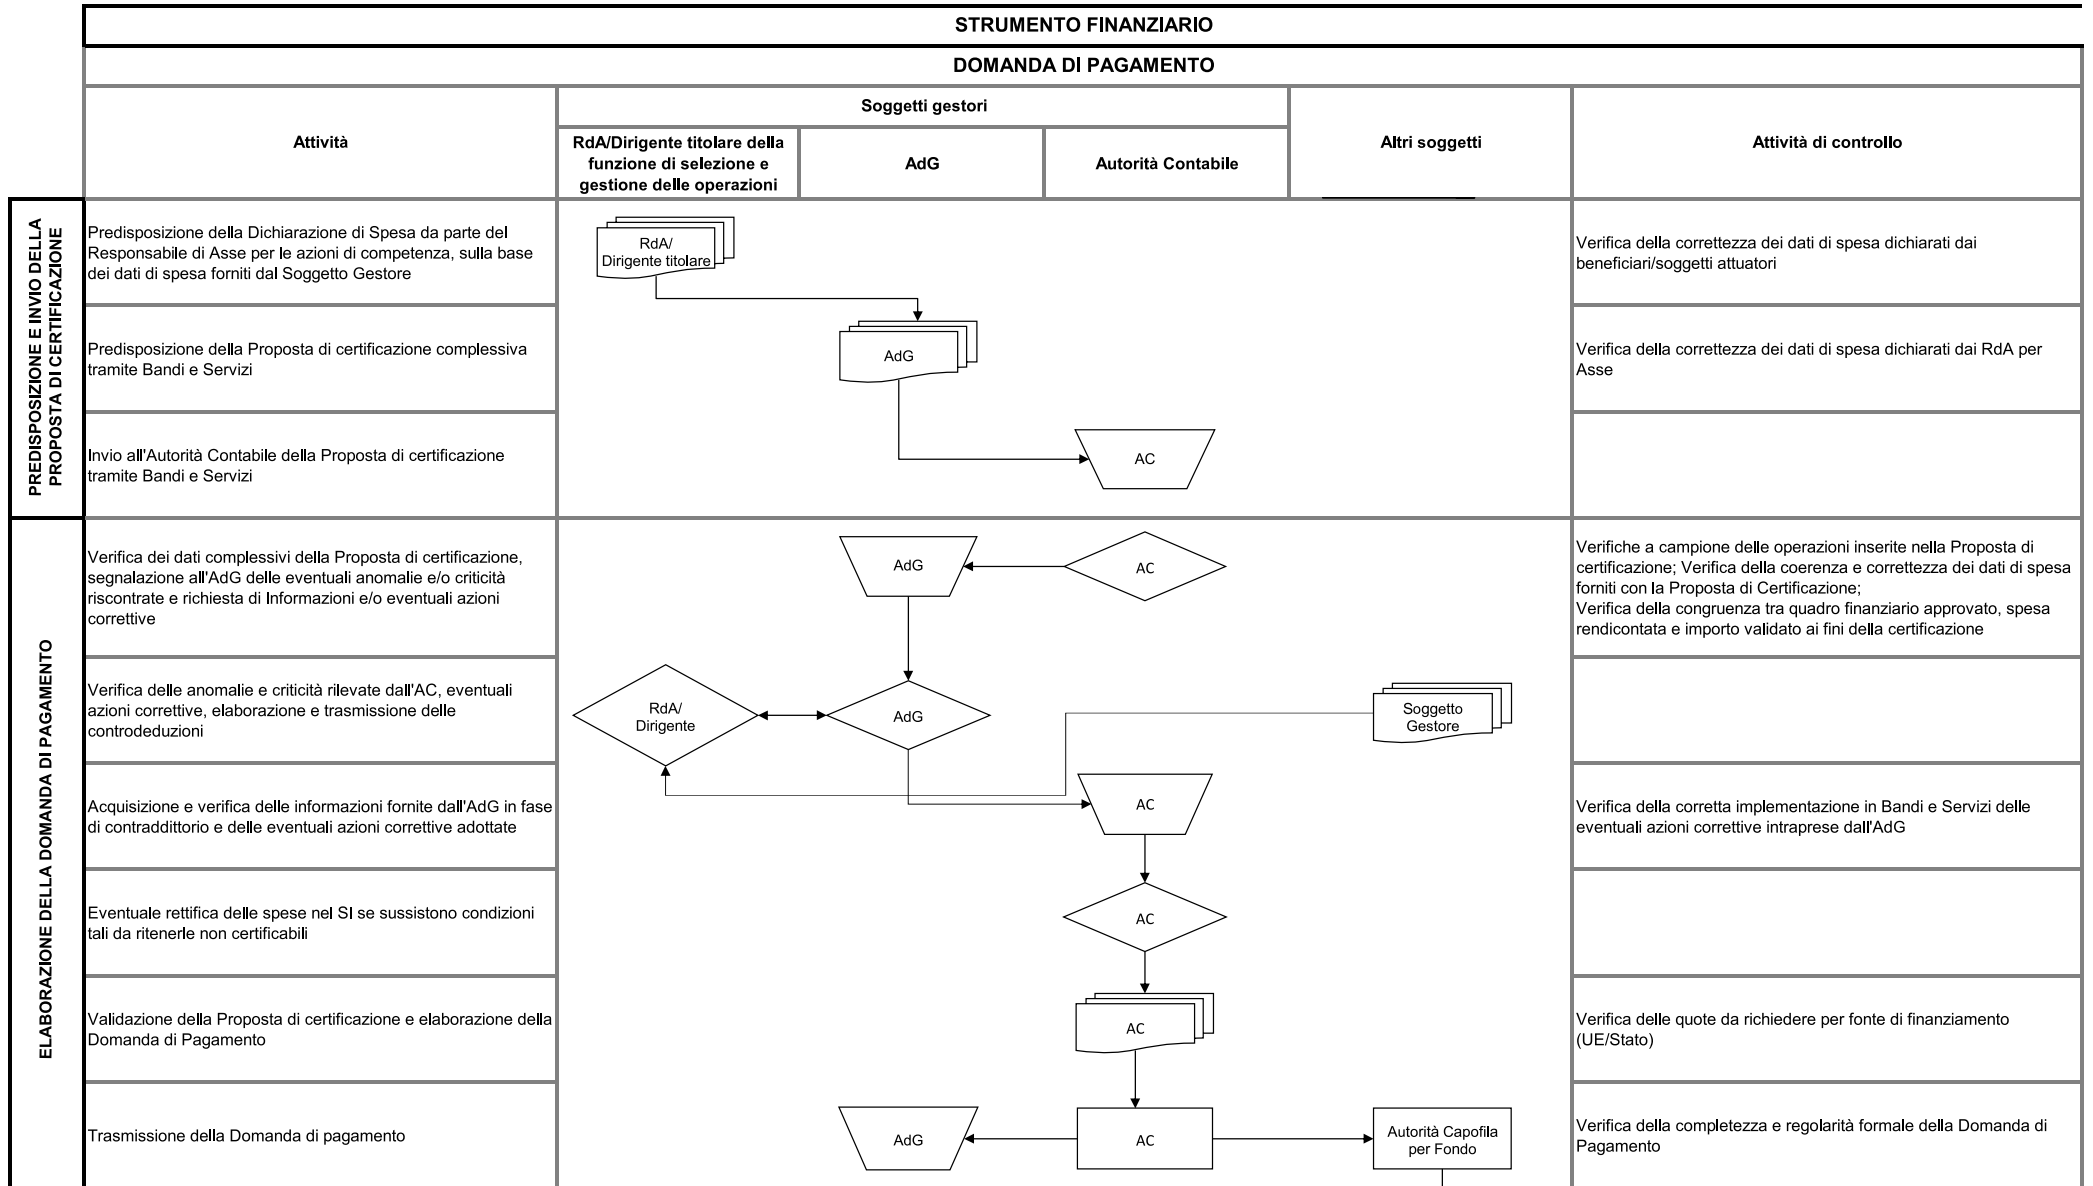 STRUMENTO FINANZIARIO
DOMANDA DI PAGAMENTO
Attività
Soggetti gestori
RdA/Dirigente titolare della
funzione di selezione e
gestione delle operazioni
AdG
Autorità Contabile
Altri soggetti
Attività di controllo
PREDISPOSIZIONE E INVIO DELLA
PROPOSTA DI CERTIFICAZIONE
Predisposizione della Dichiarazione di Spesa da parte del
Responsabile di Asse per le azioni di competenza, sulla base
dei dati di spesa forniti dal Soggetto Gestore
RdA/
Dirigente titolare
Verifica della correttezza dei dati di spesa dichiarati dai
beneficiari/soggetti attuatori
Predisposizione della Proposta di certificazione complessiva
tramite Bandi e Servizi
AdG
Verifica della correttezza dei dati di spesa dichiarati dai RdA per
Asse
Invio all'Autorità Contabile della Proposta di certificazione
tramite Bandi e Servizi
AC
ELABORAZIONE DELLA DOMANDA DI PAGAMENTO
Verifica dei dati complessivi della Proposta di certificazione,
segnalazione all'AdG delle eventuali anomalie e/o criticità
riscontrate e richiesta di Informazioni e/o eventuali azioni
correttive
AdG
AC
Verifiche a campione delle operazioni inserite nella Proposta di
certificazione; Verifica della coerenza e correttezza dei dati di spesa
forniti con la Proposta di Certificazione;
Verifica della congruenza tra quadro finanziario approvato, spesa
rendicontata e importo validato ai fini della certificazione
Verifica delle anomalie e criticità rilevate dall'AC, eventuali
azioni correttive, elaborazione e trasmissione delle
controdeduzioni
RdA/
Dirigente
AdG
Soggetto
Gestore
Acquisizione e verifica delle informazioni fornite dall'AdG in fase
di contraddittorio e delle eventuali azioni correttive adottate
AC
Verifica della corretta implementazione in Bandi e Servizi delle
eventuali azioni correttive intraprese dall'AdG
Eventuale rettifica delle spese nel SI se sussistono condizioni
tali da ritenerle non certificabili
AC
Validazione della Proposta di certificazione e elaborazione della
Domanda di Pagamento
AC
Verifica delle quote da richiedere per fonte di finanziamento
(UE/Stato)
Trasmissione della Domanda di pagamento
AdG
AC
Autorità Capofila
per Fondo
Verifica della completezza e regolarità formale della Domanda di
Pagamento